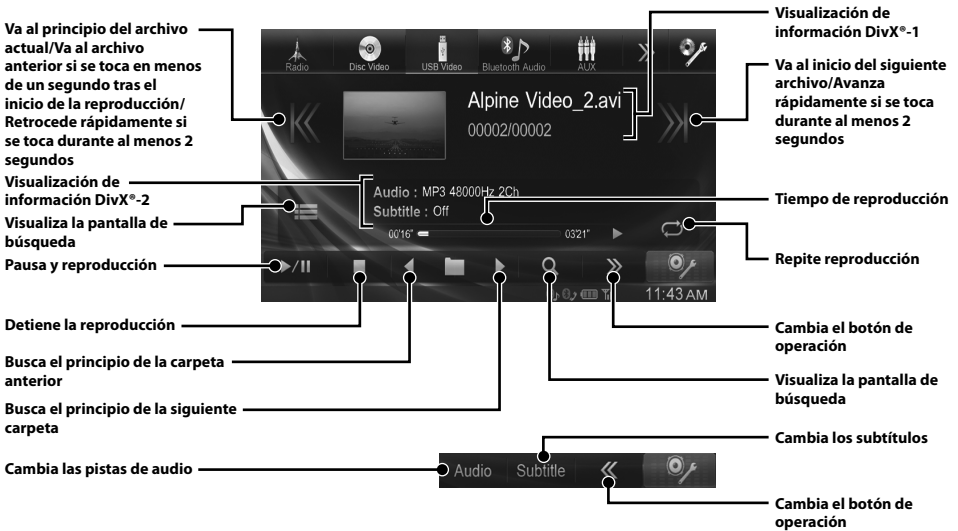 Va al principio del archivo
actual/Va al archivo
anterior si se toca en menos
de un segundo tras el
inicio de la reproducción/
Retrocede rápidamente si
se toca durante al menos 2
segundos
Visualización de
información DivX®-2
Visualiza la pantalla de
búsqueda
Pausa y reproducción
Detiene la reproducción
Busca el principio de la carpeta
anterior
Busca el principio de la siguiente
carpeta
Cambia las pistas de audio
Radio
Disc Video
USB Video
Bluetooth Audio
AUX
Alpine Video_2.avi
00002/00002
Audio : MP3 48000Hz 2Ch
Subtitle : Off
00'16"
03'21"
11:43 AM
Audio
Subtitle
Visualización de
información DivX®-1
Va al inicio del siguiente
archivo/Avanza
rápidamente si se toca
durante al menos 2
segundos
Tiempo de reproducción
Repite reproducción
Cambia el botón de
operación
Visualiza la pantalla de
búsqueda
Cambia los subtítulos
Cambia el botón de
operación